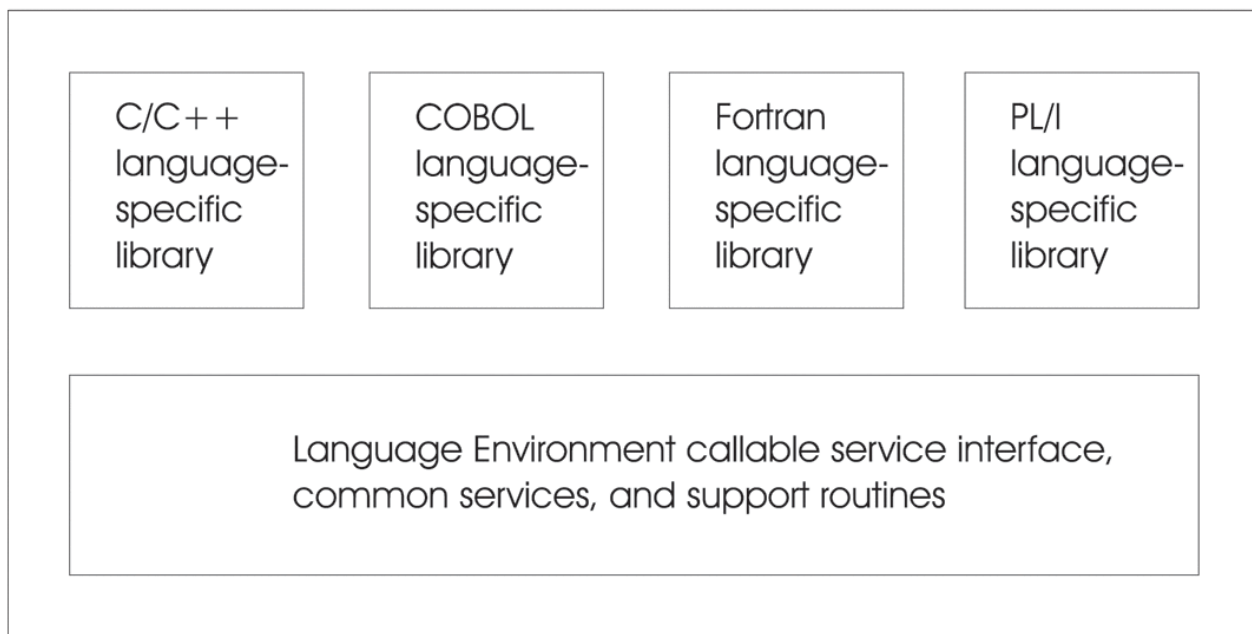 C/C++
language-
specific
library
COBOL
language-
specific
library
Fortran
language-
specific
library
PL/I
language-
specific
library
Language Environment callable service interface,
common services, and support routines